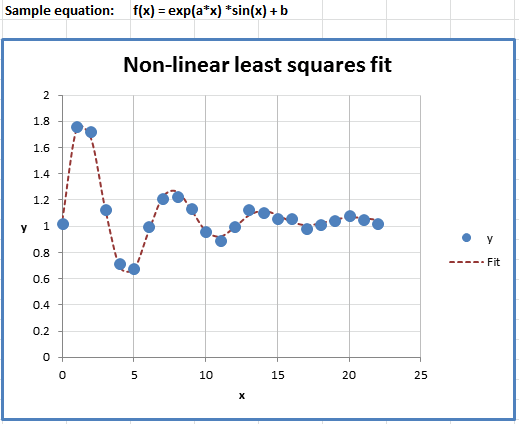 Sample equation: f(x) = exp(a*x) *sin(x) + b
Non-linear least squares fit
2
1.8
1.6
1.4
1.2
1
0.8
0.6
0.4
0.2
0
y
0 5 10 15 20 25
x
y
Fit